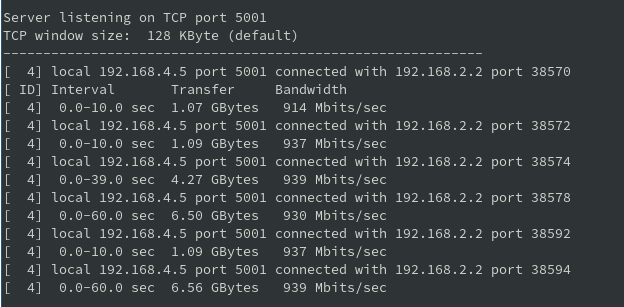 Server listening on TCP port 5001
TCP window size:  128 KByte (default)
------------------------------------------------------------
[  4] local 192.168.4.5 port 5001 connected with 192.168.2.2 port 38570
[ ID] Interval       Transfer     Bandwidth
[  4]  0.0-10.0 sec  1.07 GBytes   914 Mbits/sec
[  4] local 192.168.4.5 port 5001 connected with 192.168.2.2 port 38572
[  4]  0.0-10.0 sec  1.09 GBytes   937 Mbits/sec
[  4] local 192.168.4.5 port 5001 connected with 192.168.2.2 port 38574
[  4]  0.0-39.0 sec  4.27 GBytes   939 Mbits/sec
[  4] local 192.168.4.5 port 5001 connected with 192.168.2.2 port 38578
[  4]  0.0-60.0 sec  6.50 GBytes   930 Mbits/sec
[  4] local 192.168.4.5 port 5001 connected with 192.168.2.2 port 38592
[  4]  0.0-10.0 sec  1.09 GBytes   937 Mbits/sec
[  4] local 192.168.4.5 port 5001 connected with 192.168.2.2 port 38594
[  4]  0.0-60.0 sec  6.56 GBytes   939 Mbits/sec